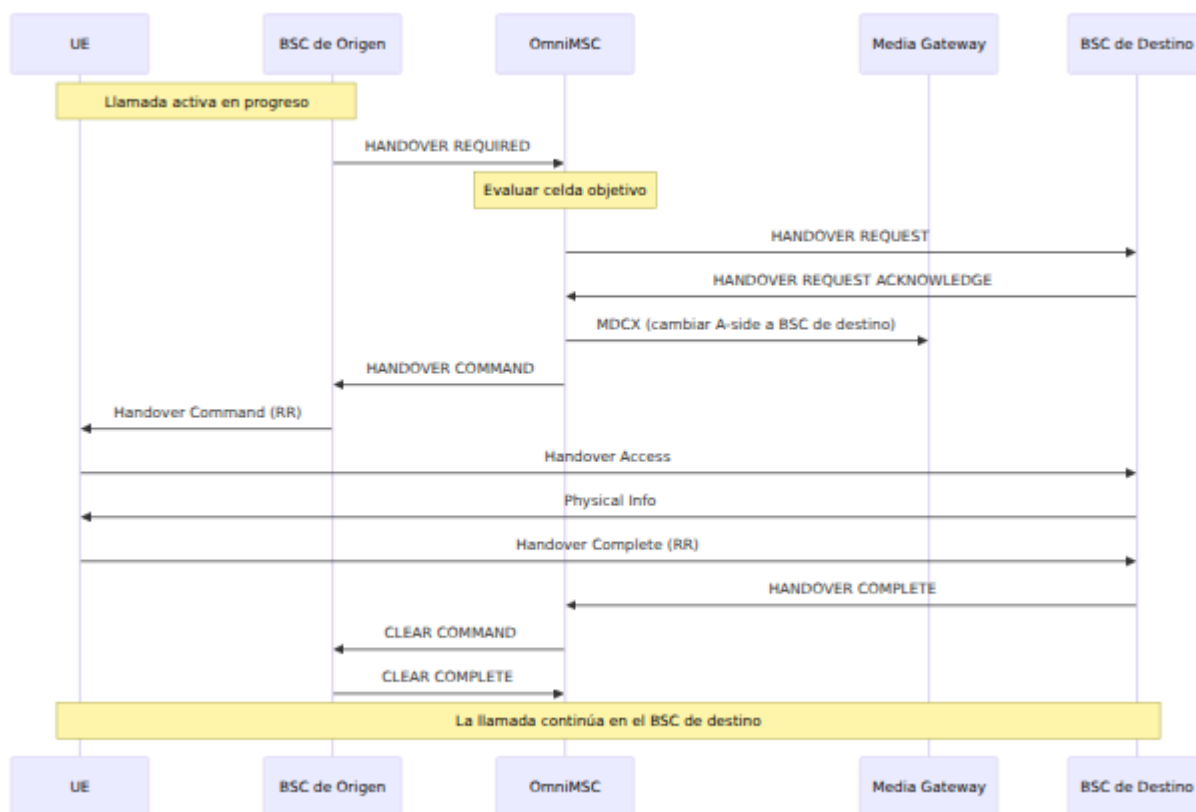 UE
BSC de Origen
OmniMSC
Media Gateway
BSC de Destino
Llamada activa en progreso
HANDOVER REQUIRED
Evaluar celda objetivo
HANDOVER REQUEST
HANDOVER REQUEST ACKNOWLEDGE
MDCX (cambiar A-side a BSC de destino)
HANDOVER COMMAND
Handover Command (RR)
Handover Access
Physical Info
Handover Complete (RR)
HANDOVER COMPLETE
CLEAR COMMAND
CLEAR COMPLETE
La llamada continúa en el BSC de destino
UE
BSC de Origen
OmniMSC
Media Gateway
BSC de Destino